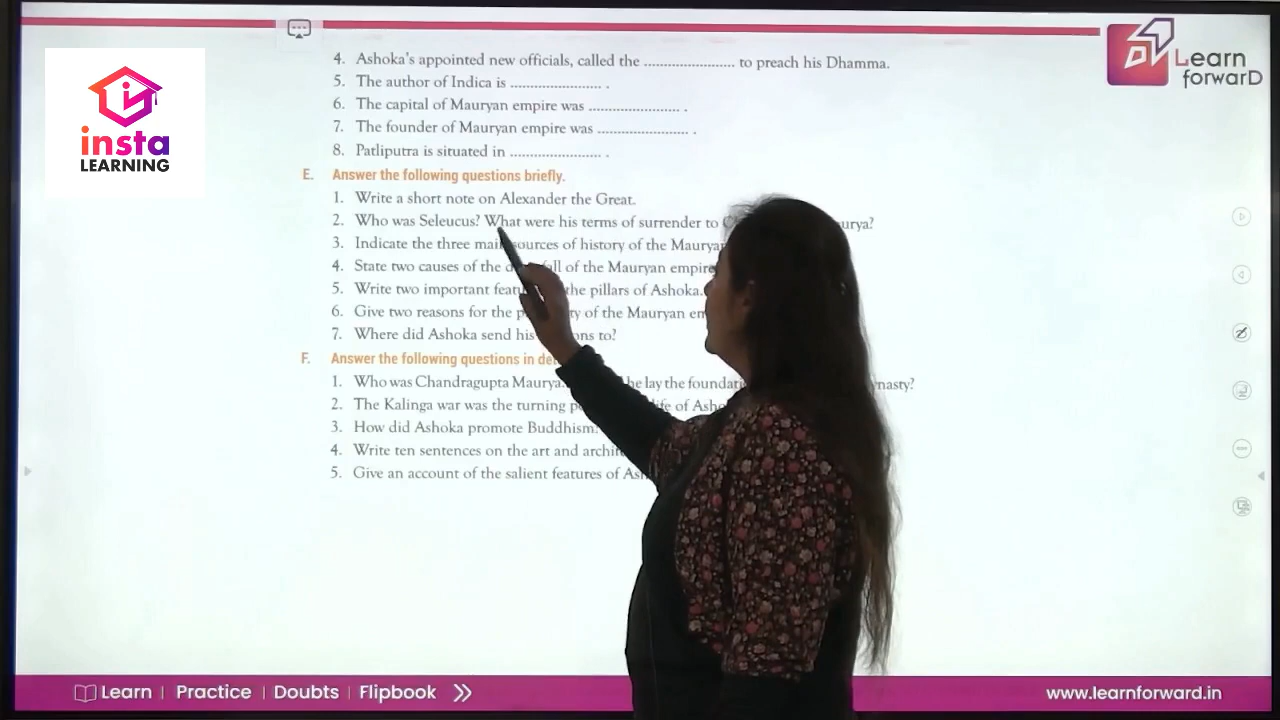 insta
LEARNING
Learn
forwarD
4. Ashoka's appointed new officials, called the ........................ to preach his Dhamma.
5. The author of Indica is ........................ .
6. The capital of Mauryan empire was ........................ .
7. The founder of Mauryan empire was ........................ .
8. Patliputra is situated in ........................ .
E. Answer the following questions briefly.
1. Write a short note on Alexander the Great.
2. Who was Seleucus? What were his terms of surrender to
3. Indicate the three main sources of history of the
4. State two causes of the of the Mauryan empire
5. Write two important the pillars of Ashoka.
6. Give two reasons for the of the Mauryan
7. Where did Ashoka send his to?
F. Answer the following questions in
1. Who was Chandragupta Maurya. he lay the
2. The Kalinga war was the turning of
3. How did Ashoka promote Buddhism?
4. Write ten sentences on the art and
5. Give an account of the salient features of
Learn | Practice | Doubts | Flipbook
www.learnforward.in